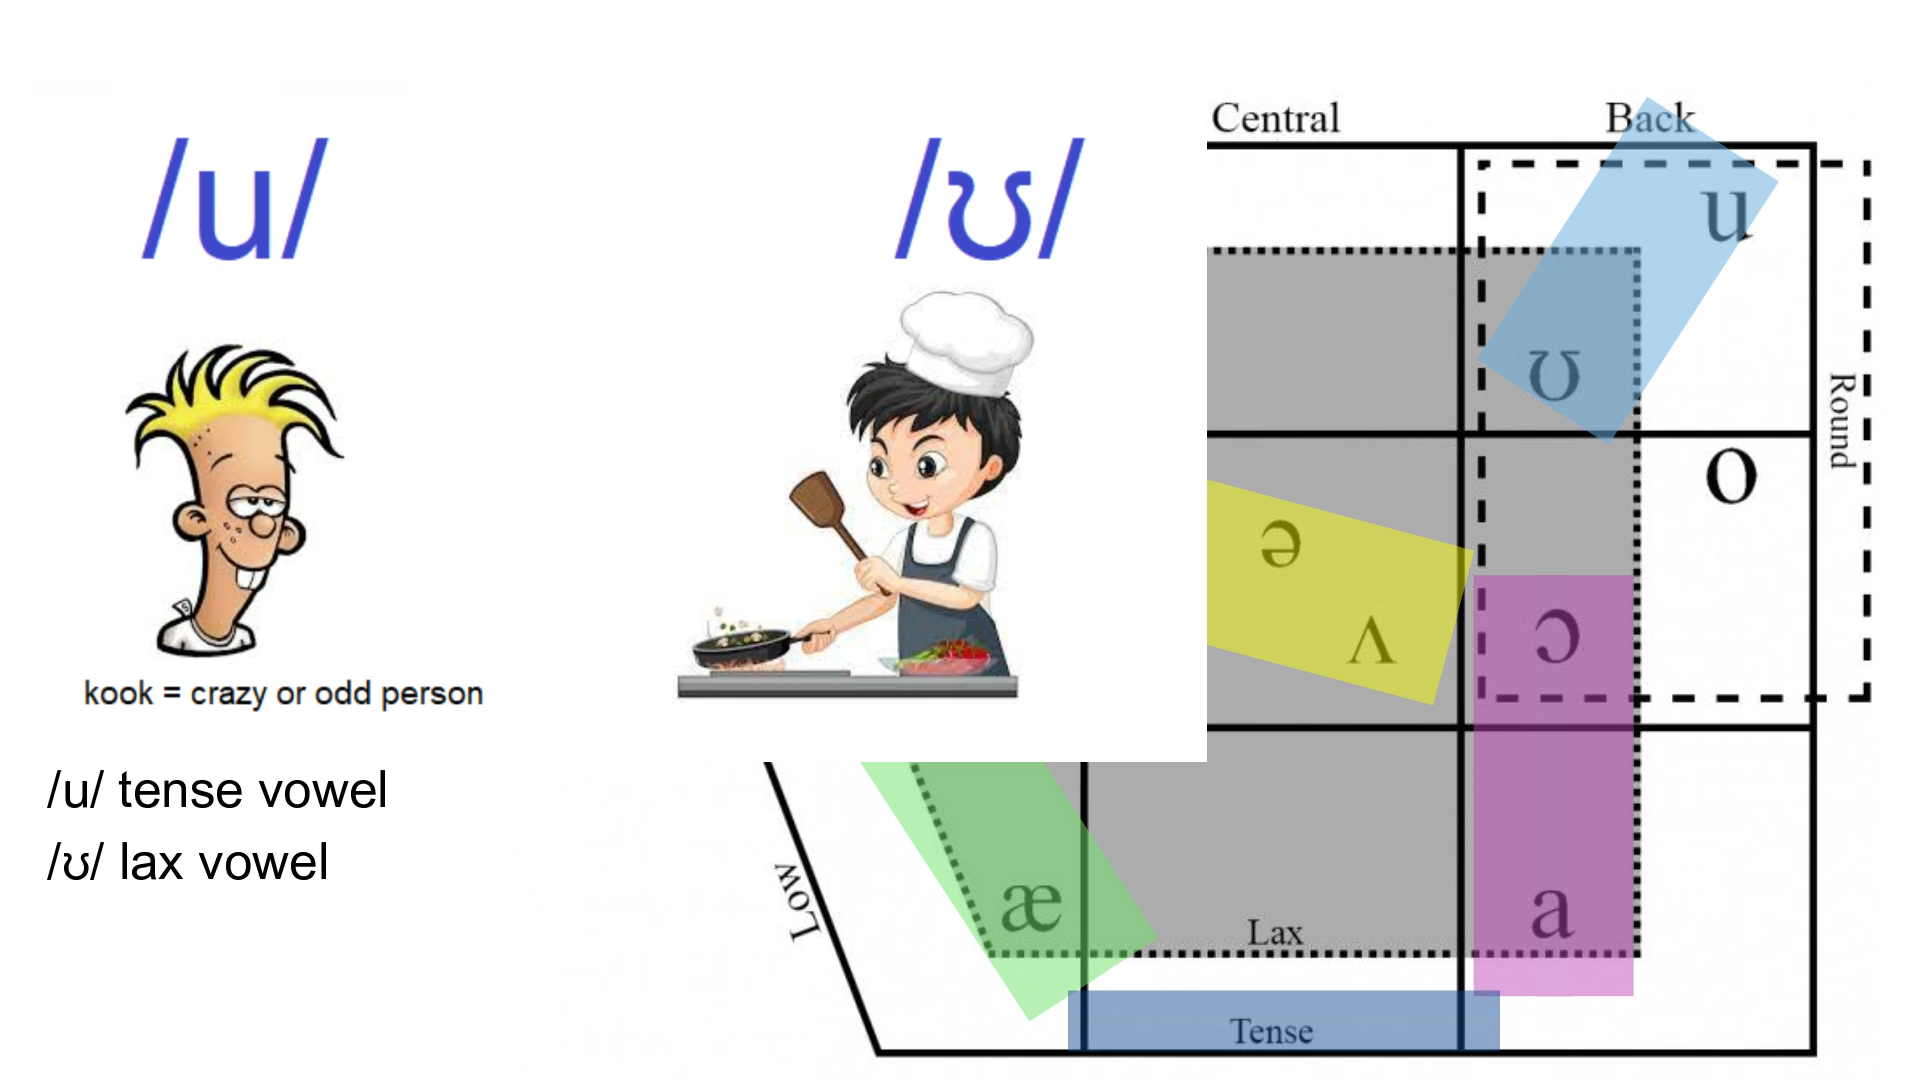 Central Back
/u/ /ʊ/
u
ʊ
Round
o
ə
ʌ
ɔ
kook = crazy or odd person
/u/ tense vowel
/ʊ/ lax vowel
Low
æ
Lax
a
Tense